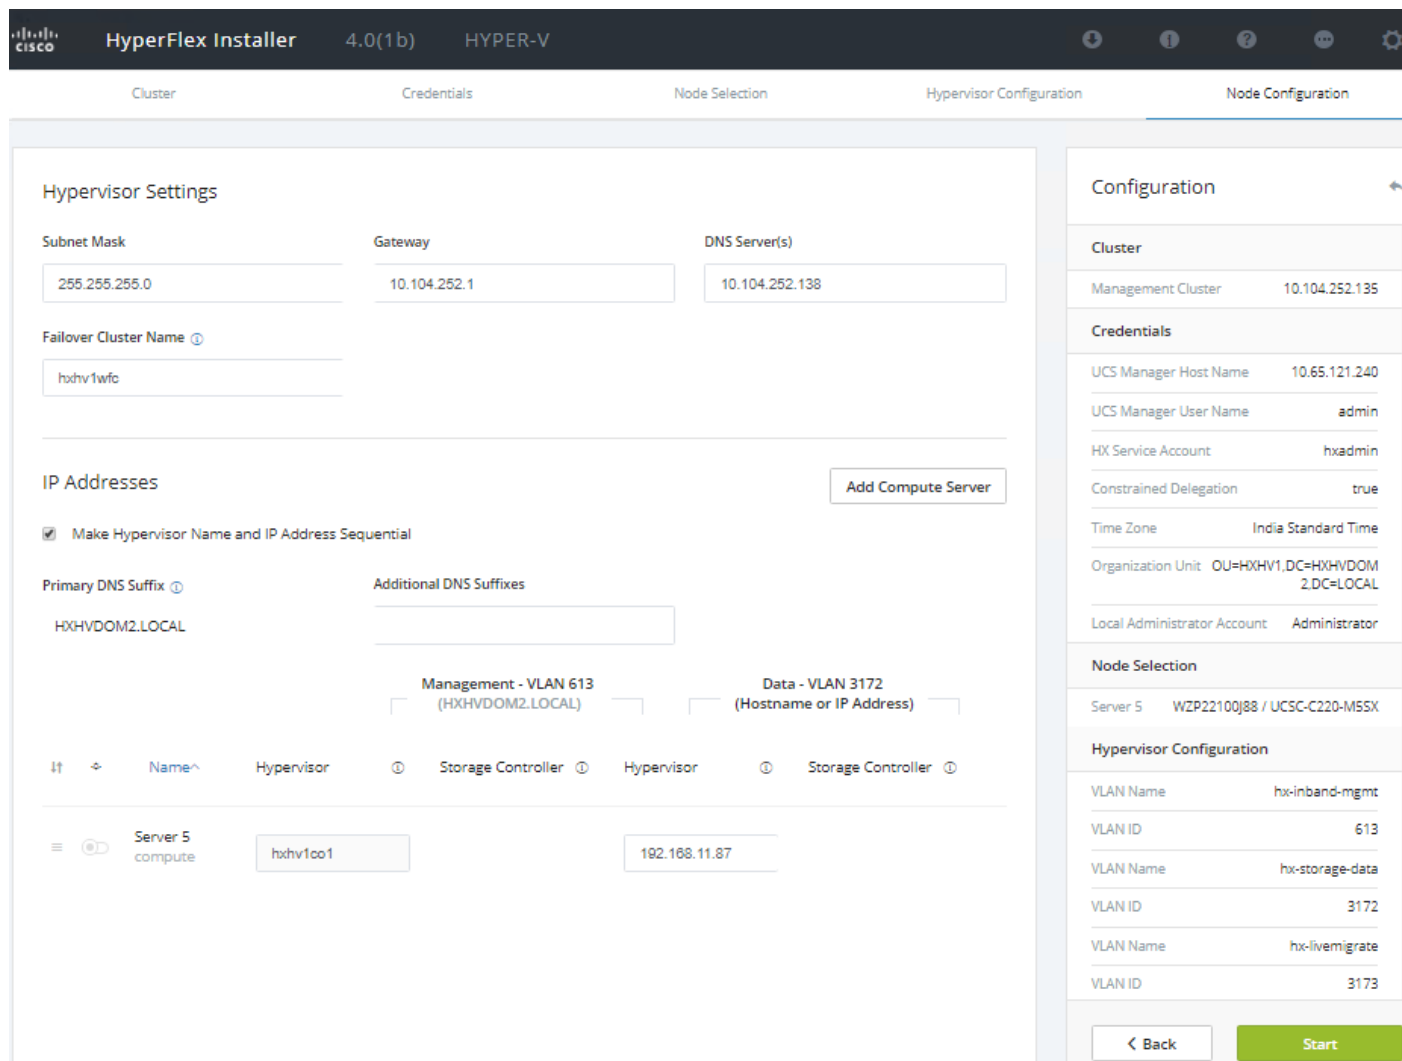 cisco
HyperFlex Installer 4.0(1b) HYPER-V
Cluster Credentials Node Selection Hypervisor Configuration Node Configuration
Hypervisor Settings
Subnet Mask Gateway DNS Server(s)
255.255.255.0 10.104.252.1 10.104.252.138
Failover Cluster Name
hxhv1wfc
IP Addresses
Add Compute Server
Make Hypervisor Name and IP Address Sequential
Primary DNS Suffix Additional DNS Suffixes
HXHVDOM2.LOCAL
Management - VLAN 613 Data - VLAN 3172
(HXHVDOM2.LOCAL) (Hostname or IP Address)
Name Hypervisor Storage Controller Hypervisor Storage Controller
Server 5
compute
hxhv1co1 192.168.11.87
Configuration
Cluster
Management Cluster 10.104.252.135
Credentials
UCS Manager Host Name 10.65.121.240
UCS Manager User Name admin
HX Service Account hxadmin
Constrained Delegation true
Time Zone India Standard Time
Organization Unit OU=HXHV1,DC=HXHVDOM
2,DC=LOCAL
Local Administrator Account Administrator
Node Selection
Server 5 WZP22100J88 / UCSC-C220-M5SX
Hypervisor Configuration
VLAN Name hx-inband-mgmt
VLAN ID 613
VLAN Name hx-storage-data
VLAN ID 3172
VLAN Name hx-livemigrate
VLAN ID 3173
Back Start